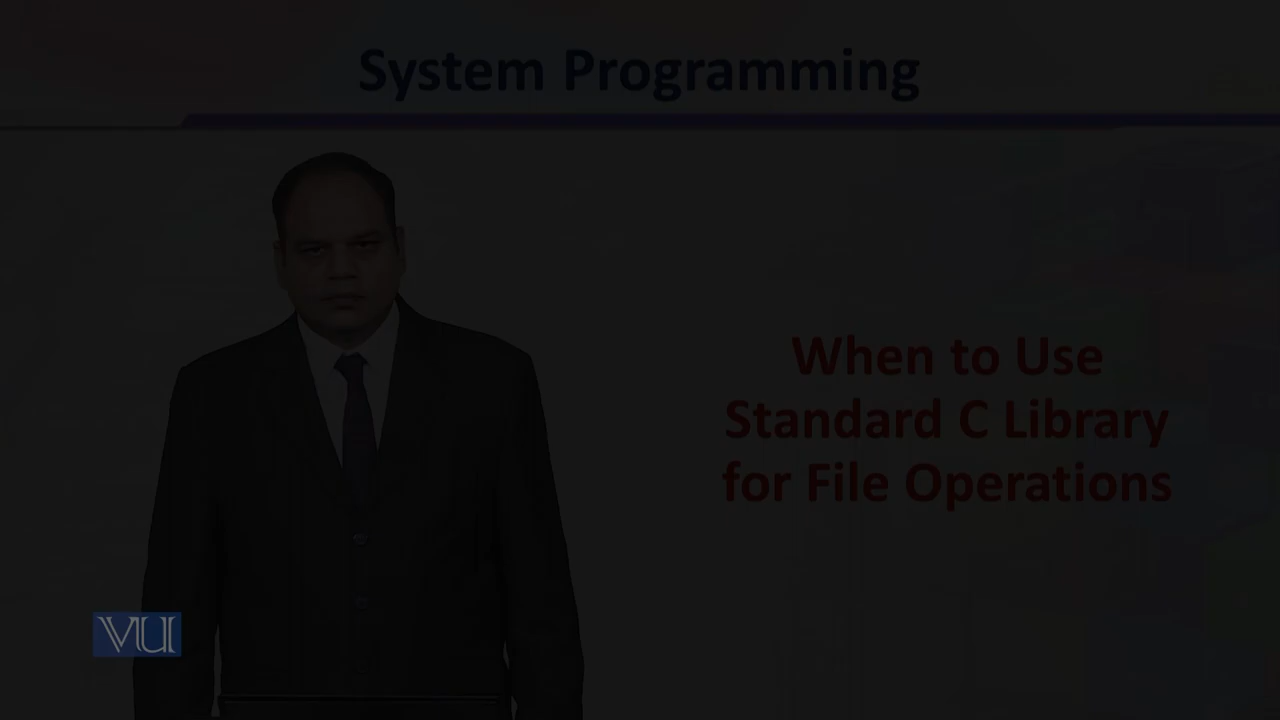 System Programming
When to Use
Standard C Library
for File Operations
VU